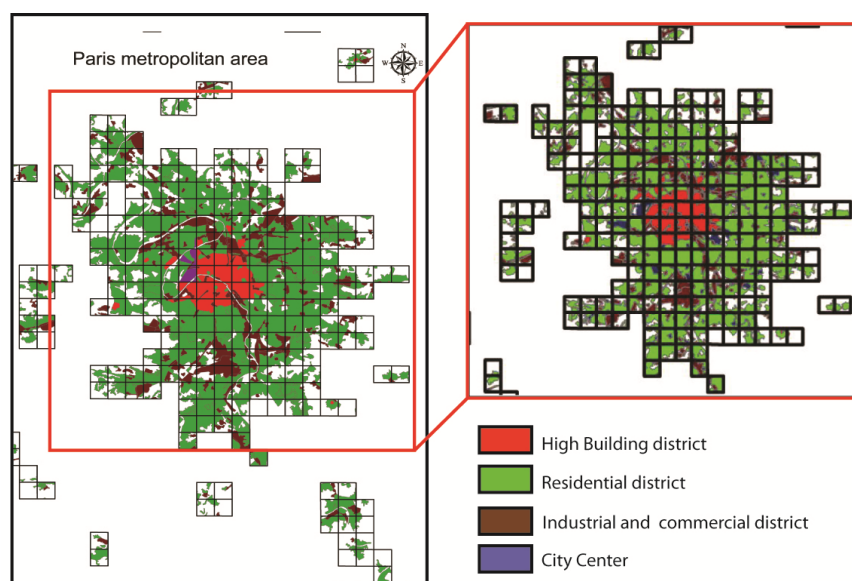 Paris metropolitan area
N
W E
S
High Building district
Residential district
Industrial and commercial district
City Center